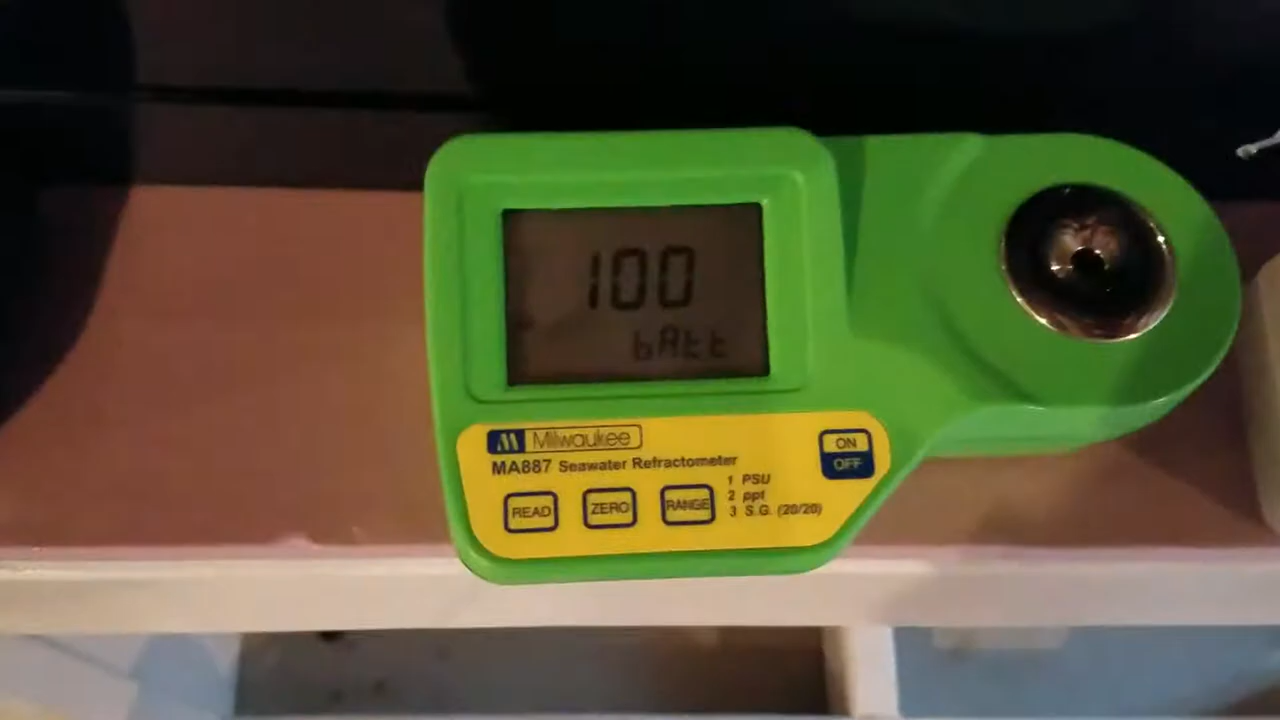 100
bAtt
Milwaukee
MA887 Seawater Refractometer
READ
ZERO
RANGE
1 PSU
2 ppt
3 S.G. (20/20)
ON
OFF